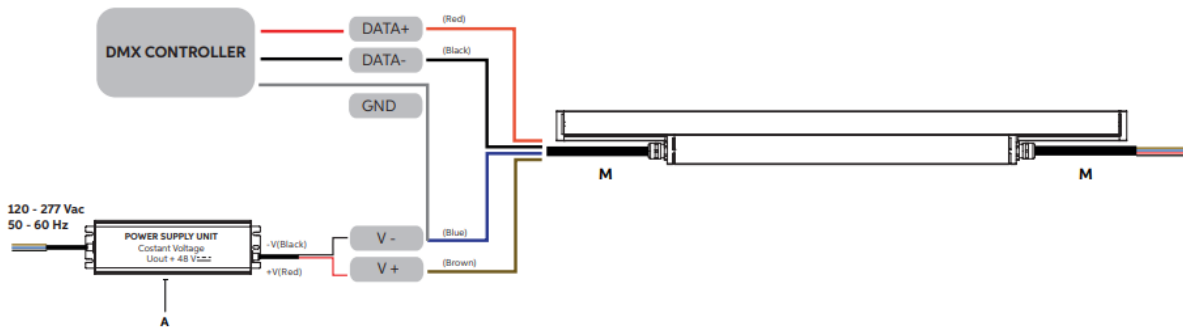 DMX CONTROLLER
DATA+
(Red)
DATA-
(Black)
GND
M
M
120 - 277 Vac
50 - 60 Hz
POWER SUPPLY UNIT
Costant Voltage
Uout + 48 V
-V(Black)
+V(Red)
V -
(Blue)
V +
(Brown)
A